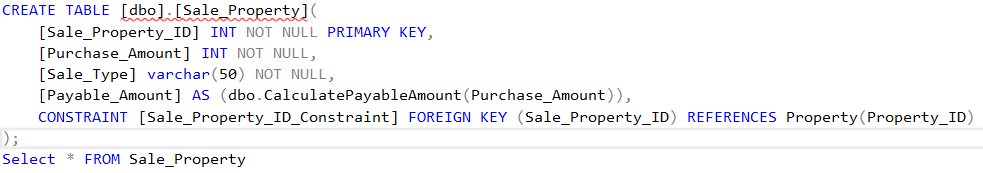 CREATE TABLE [dbo].[Sale_Property](
[Sale_Property_ID] INT NOT NULL PRIMARY KEY,
[Purchase_Amount] INT NOT NULL,
[Sale_Type] varchar(50) NOT NULL,
[Payable_Amount] AS (dbo.CalculatePayableAmount(Purchase_Amount)),
CONSTRAINT [Sale_Property_ID_Constraint] FOREIGN KEY (Sale_Property_ID) REFERENCES Property(Property_ID)
);
Select * FROM Sale_Property